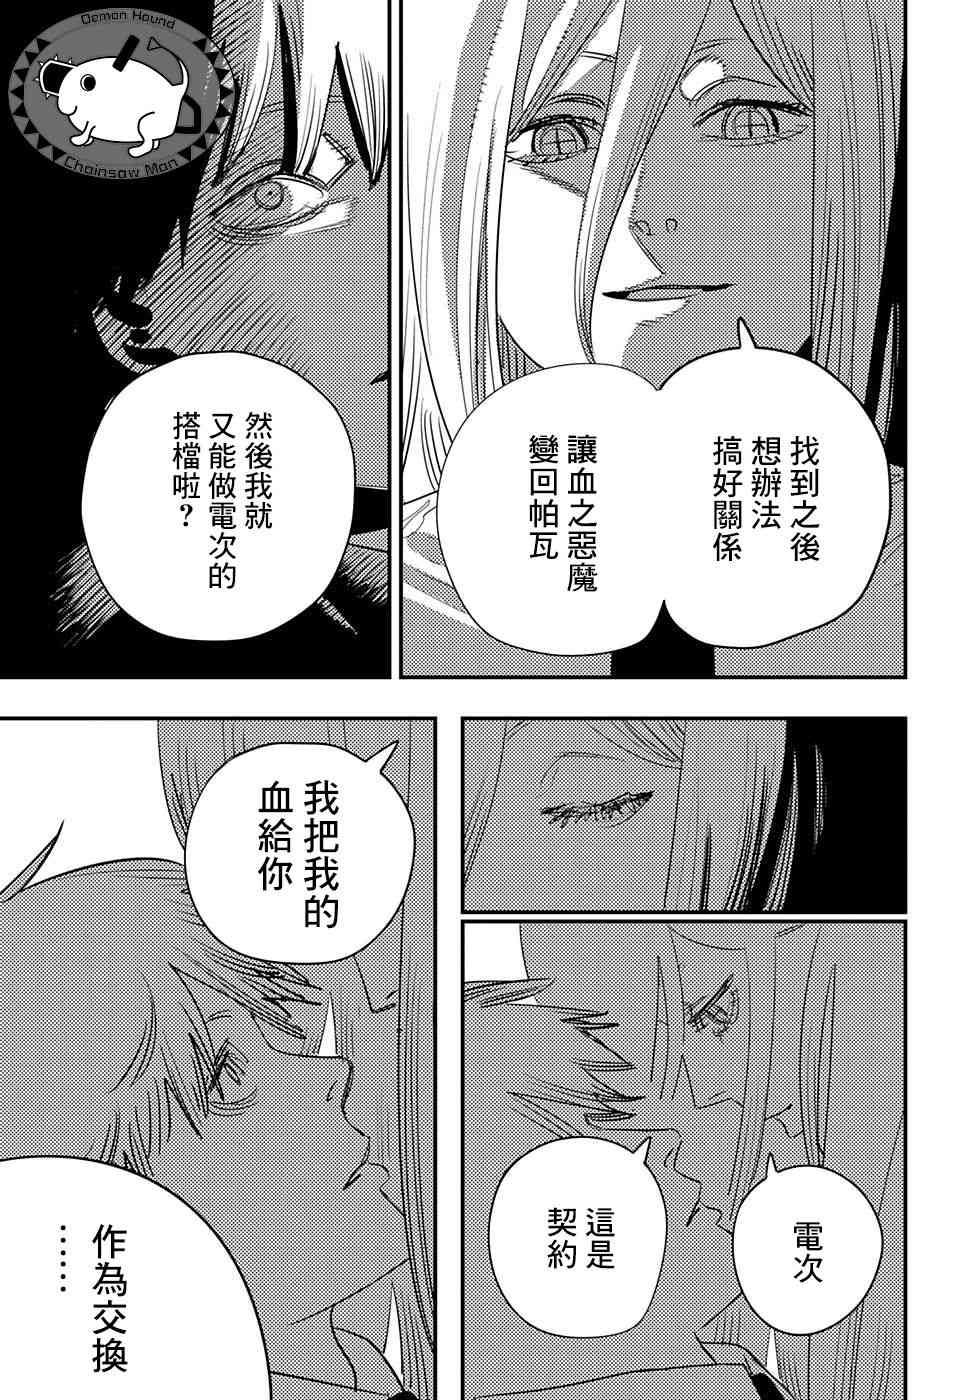 Demon Hound
Chainsaw Man
找到之後
想辦法
搞好關係
讓血之惡魔
變回帕瓦
然後我就
又能做電次的
搭檔啦?
電次
這是
契約
我把我的
血給你
作為交換
……